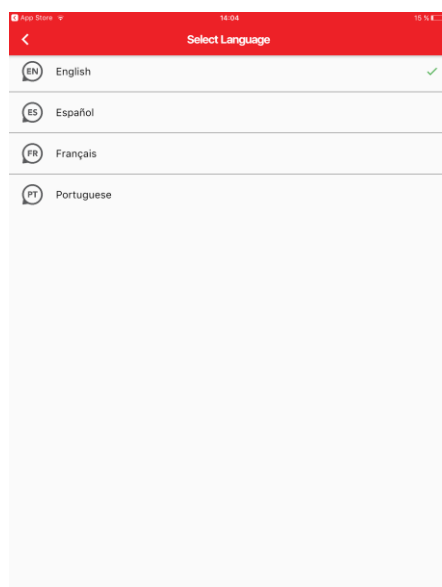 App Store 14:04 15 %
Select Language
EN English
ES Español
FR Français
PT Portuguese